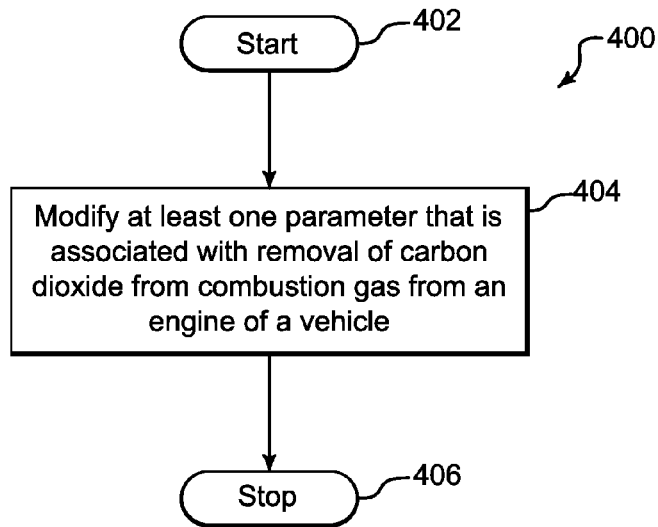 Start
402
400
404
Modify at least one parameter that is
associated with removal of carbon
dioxide from combustion gas from an
engine of a vehicle
406
Stop